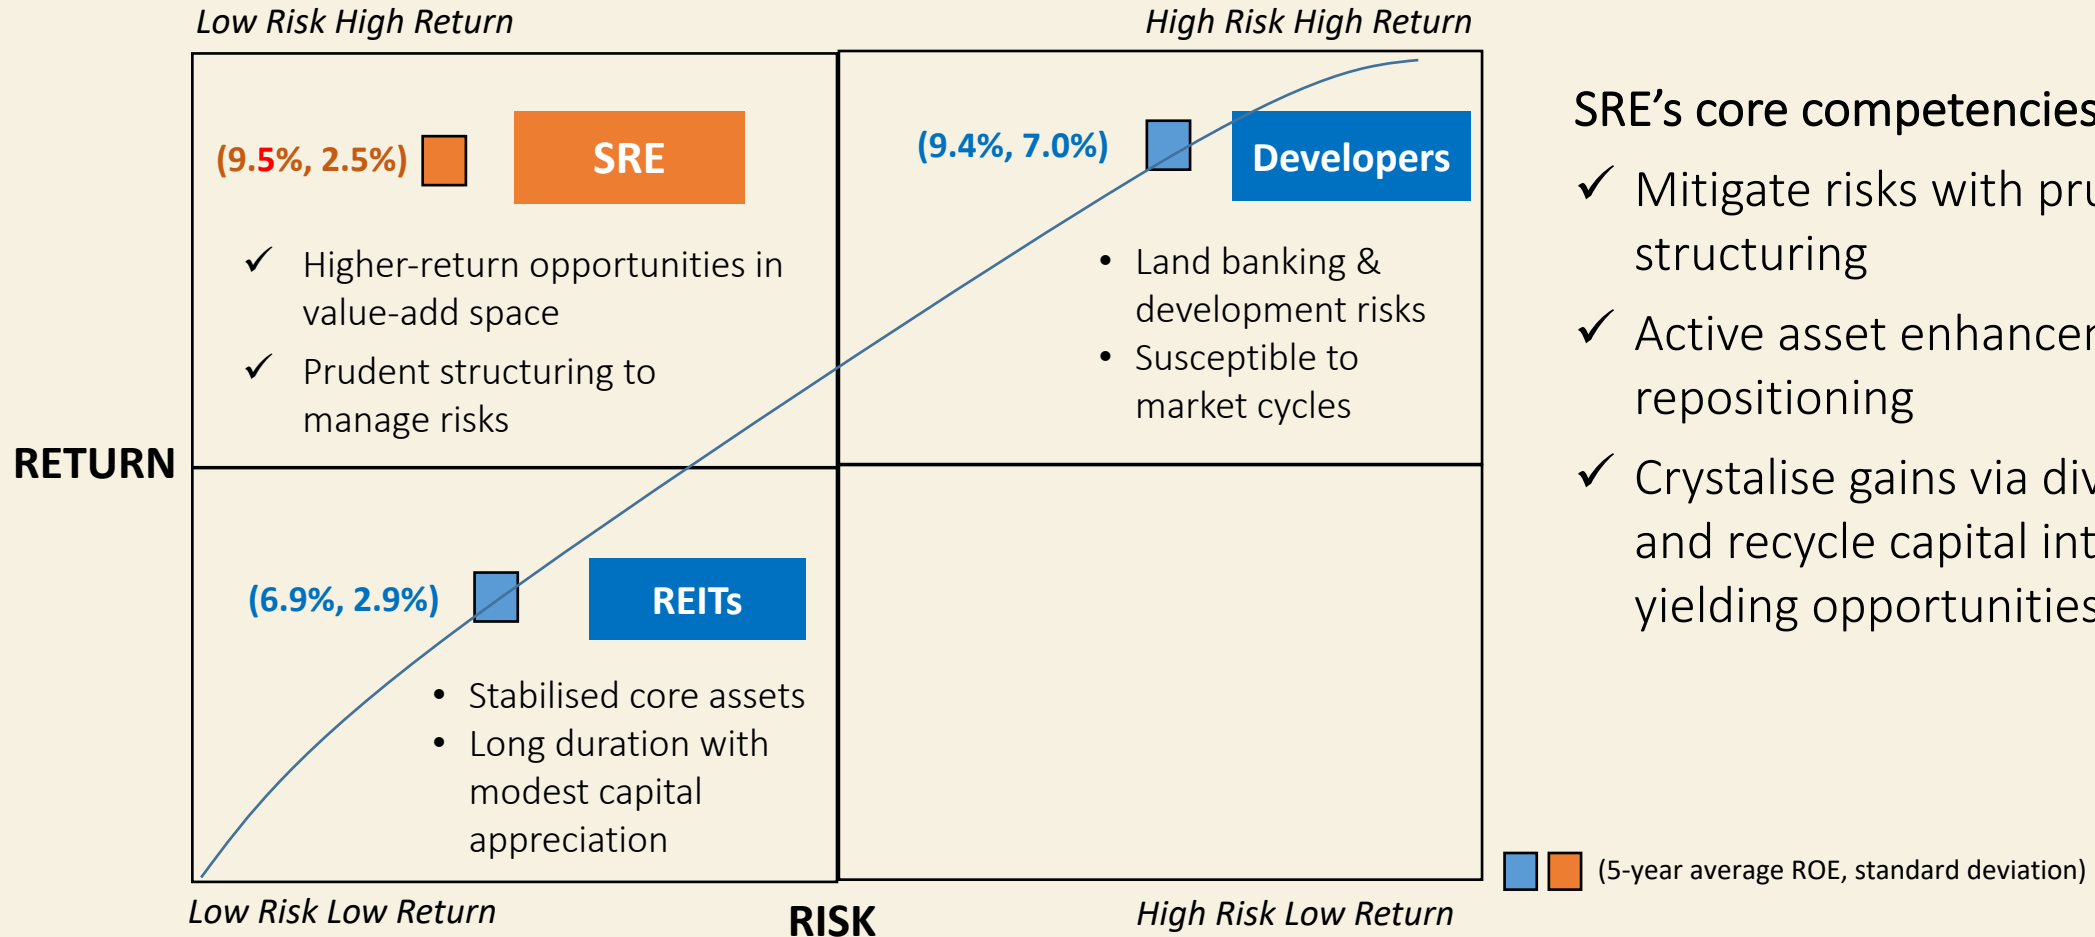 Low Risk High Return
High Risk High Return
(9.5%, 2.5%)
SRE
✓ Higher-return opportunities in
value-add space
✓ Prudent structuring to
manage risks
(9.4%, 7.0%)
Developers
• Land banking &
development risks
• Susceptible to
market cycles
RETURN
(6.9%, 2.9%)
REITs
• Stabilised core assets
• Long duration with
modest capital
appreciation
Low Risk Low Return
RISK
High Risk Low Return
SRE's core competencies
✓ Mitigate risks with
structuring
✓ Active asset
repositioning
✓ Crystalise gains via
and recycle capital
yielding opportunities
(5-year average ROE, standard deviation)